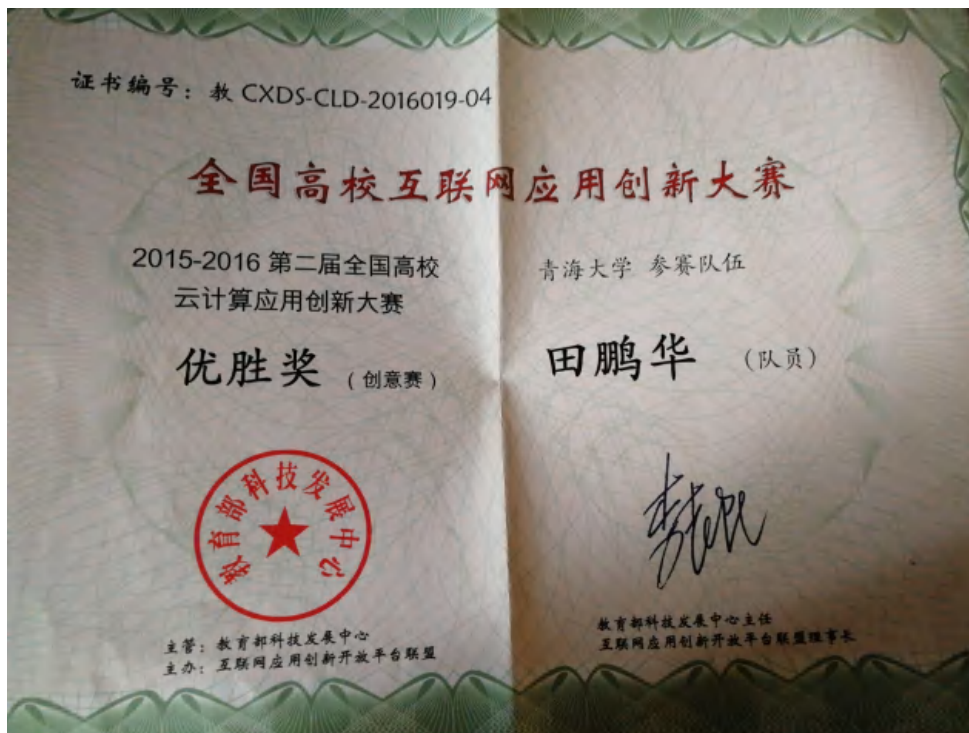 证书编号：教 CXDS-CLD-2016019-04
全国高校互联网应用创新大赛
2015-2016 第二届全国高校
云计算应用创新大赛
优胜奖（创意赛）
青海大学 参赛队伍
田鹏华（队员）
教育部科技发展中心
主管：教育部科技发展中心
主办：互联网应用创新开放平台联盟
教育部科技发展中心主任
互联网应用创新开放平台联盟理事长